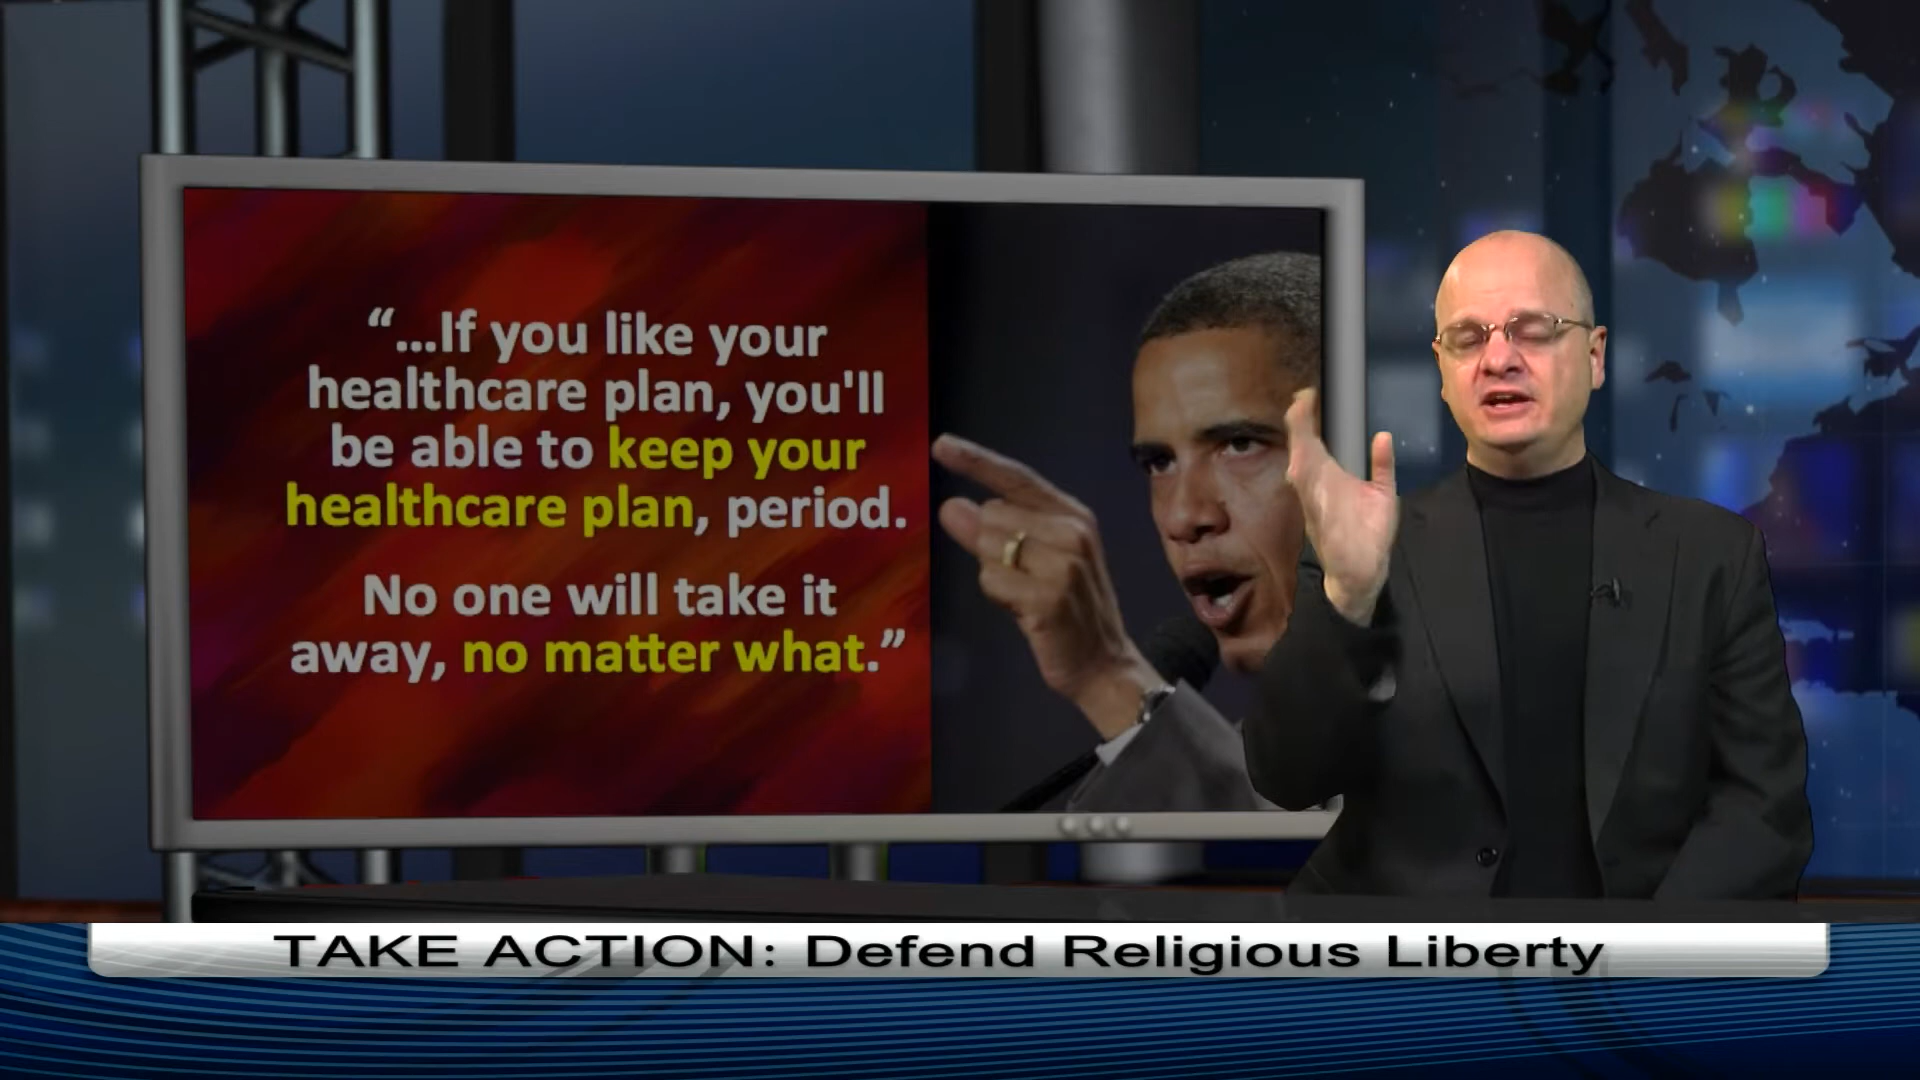 “...If you like your
healthcare plan, you'll
be able to keep your
healthcare plan, period.
No one will take it
away, no matter what.”
TAKE ACTION: Defend Religious Liberty